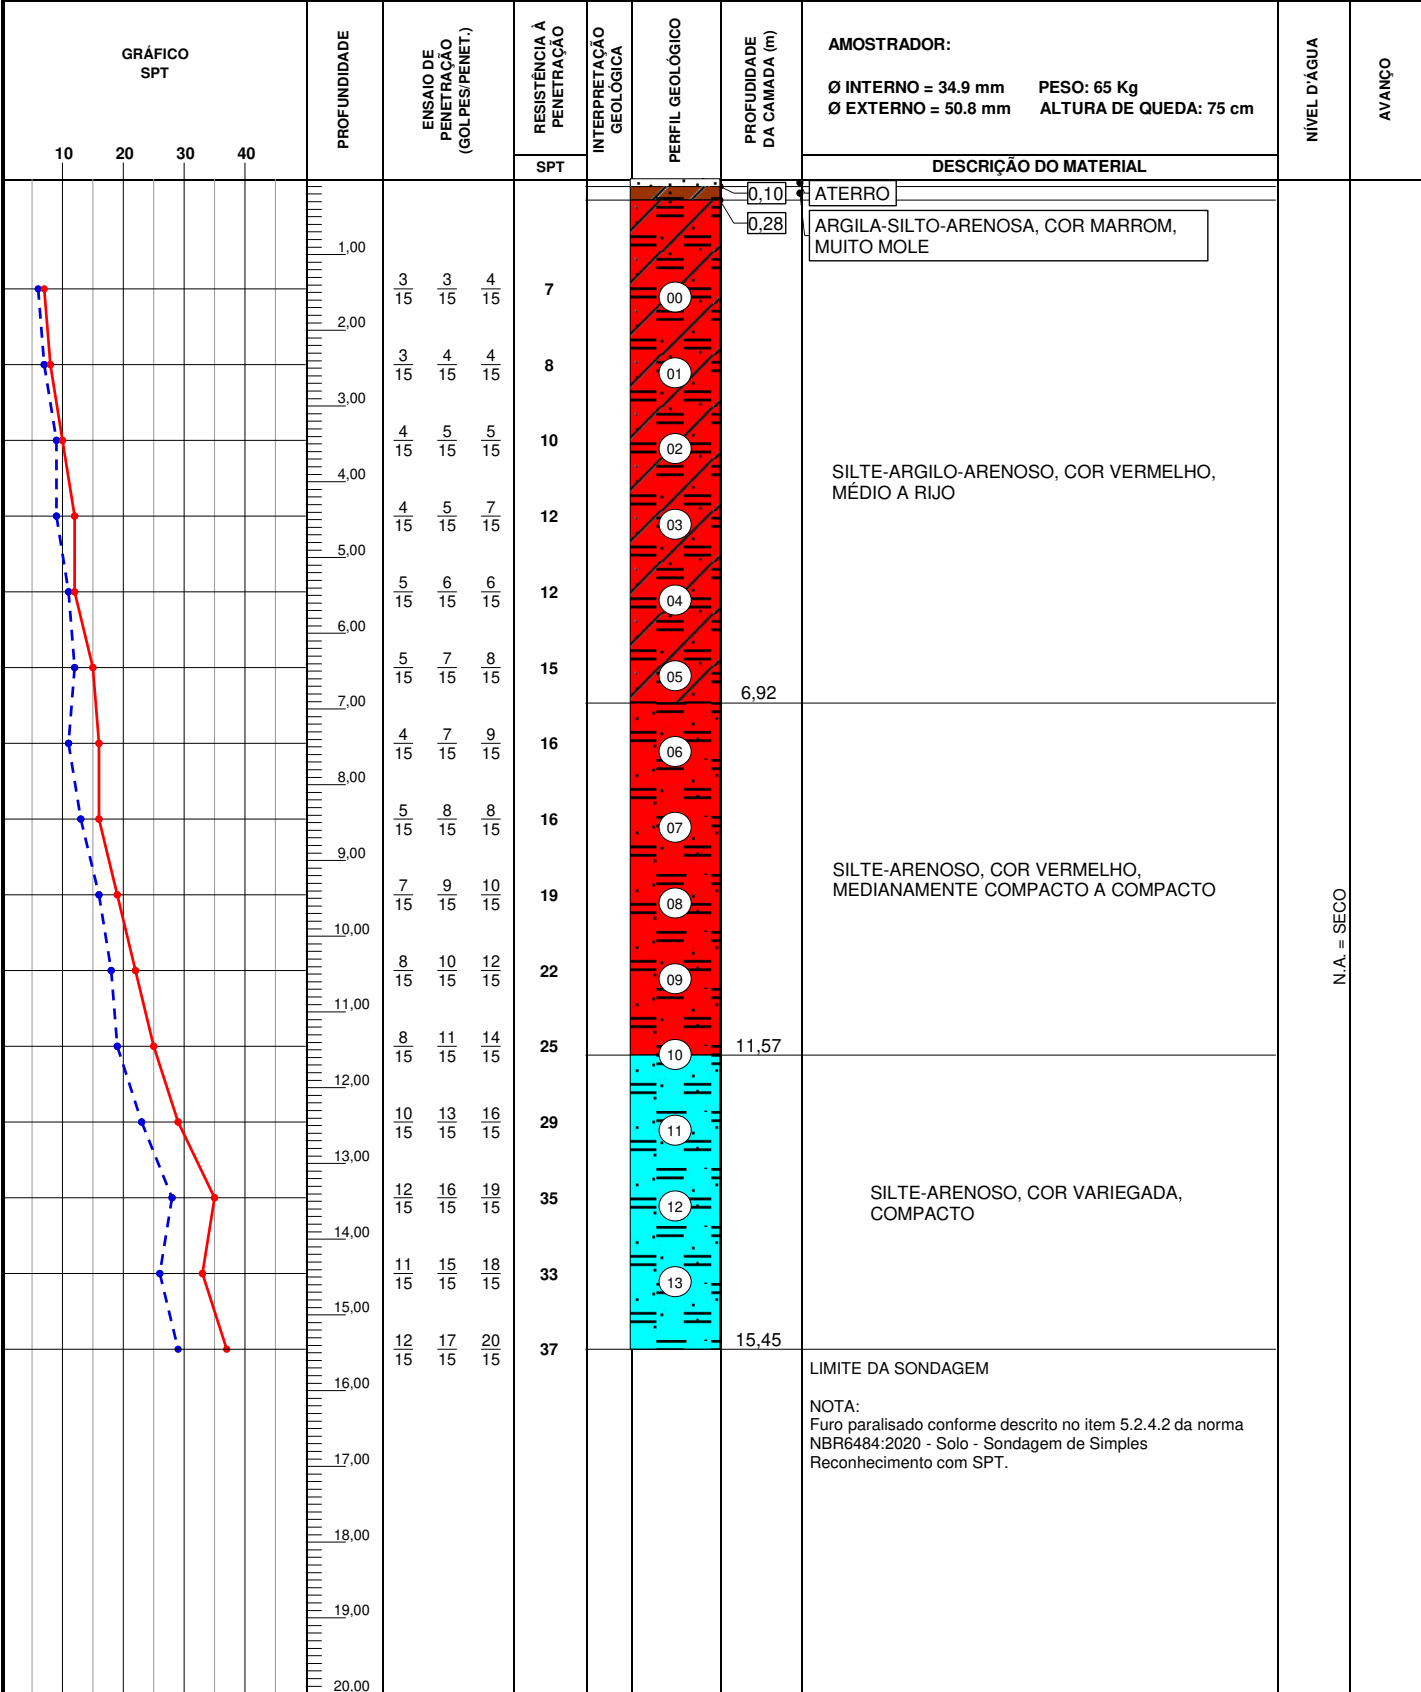 GRÁFICO
SPT
10 20 30 40
PROFUNDIDADE
ENSAIO DE
PENETRAÇÃO
(GOLPES/PENET.)
RESISTÊNCIA À
PENETRAÇÃO
SPT
INTERPRETAÇÃO
GEOLÓGICA
PERFIL GEOLÓGICO
PROFUDIDADE
DA CAMADA (m)
AMOSTRADOR:
Ø INTERNO = 34.9 mm PESO: 65 Kg
Ø EXTERNO = 50.8 mm ALTURA DE QUEDA: 75 cm
DESCRIÇÃO DO MATERIAL
NÍVEL D'ÁGUA
AVANÇO
0,10 ATERRO
0,28 ARGILA-SILTO-ARENOSA, COR MARROM,
MUITO MOLE
1,00
3/15 3/15 4/15 7 00
2,00
3/15 4/15 4/15 8 01
3,00
4/15 5/15 5/15 10 02
4,00
SILTE-ARGILO-ARENOSO, COR VERMELHO,
MÉDIO A RIJO
4/15 5/15 7/15 12 03
5,00
5/15 6/15 6/15 12 04
6,00
5/15 7/15 8/15 15 05
6,92
7,00
4/15 7/15 9/15 16 06
8,00
5/15 8/15 8/15 16 07
9,00
SILTE-ARENOSO, COR VERMELHO,
MEDIANAMENTE COMPACTO A COMPACTO
7/15 9/15 10/15 19 08
10,00
N.A. = SECO
8/15 10/15 12/15 22 09
11,00
8/15 11/15 14/15 25 10 11,57
12,00
10/15 13/15 16/15 29 11
13,00
12/15 16/15 19/15 35 12
SILTE-ARENOSO, COR VARIEGADA,
COMPACTO
14,00
11/15 15/15 18/15 33 13
15,00
12/15 17/15 20/15 37 15,45
LIMITE DA SONDAGEM
16,00
NOTA:
Furo paralisado conforme descrito no item 5.2.4.2 da norma
NBR6484:2020 - Solo - Sondagem de Simples
Reconhecimento com SPT.
17,00
18,00
19,00
20,00